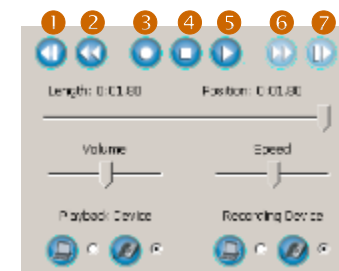 1 2 3 4 5 6 7
Length: 0:01.80 Position: 0:01.80
Volume Speed
Playback Device Recording Device